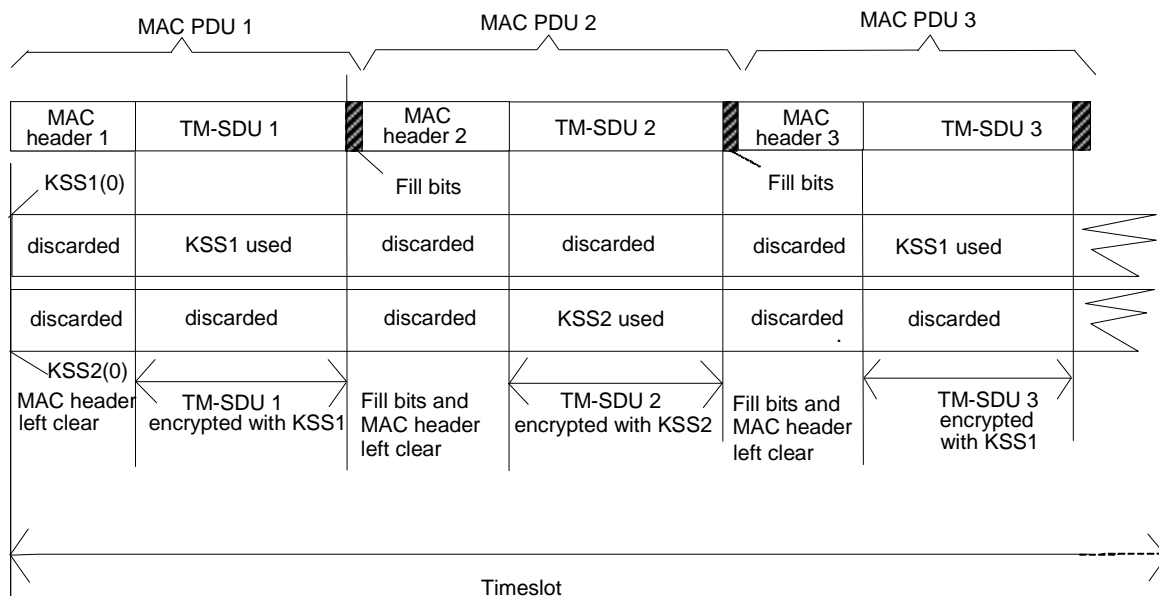 MAC PDU 1
MAC PDU 2
MAC PDU 3
MAC
header 1
TM-SDU 1
MAC
header 2
TM-SDU 2
MAC
header 3
TM-SDU 3
KSS1(0)
Fill bits
Fill bits
discarded
KSS1 used
discarded
discarded
discarded
KSS1 used
discarded
discarded
discarded
KSS2 used
discarded
discarded
KSS2(0)
MAC header
left clear
TM-SDU 1
encrypted with KSS1
Fill bits and
MAC header
left clear
TM-SDU 2
encrypted with KSS2
Fill bits and
MAC header
left clear
TM-SDU 3
encrypted
with KSS1
Timeslot